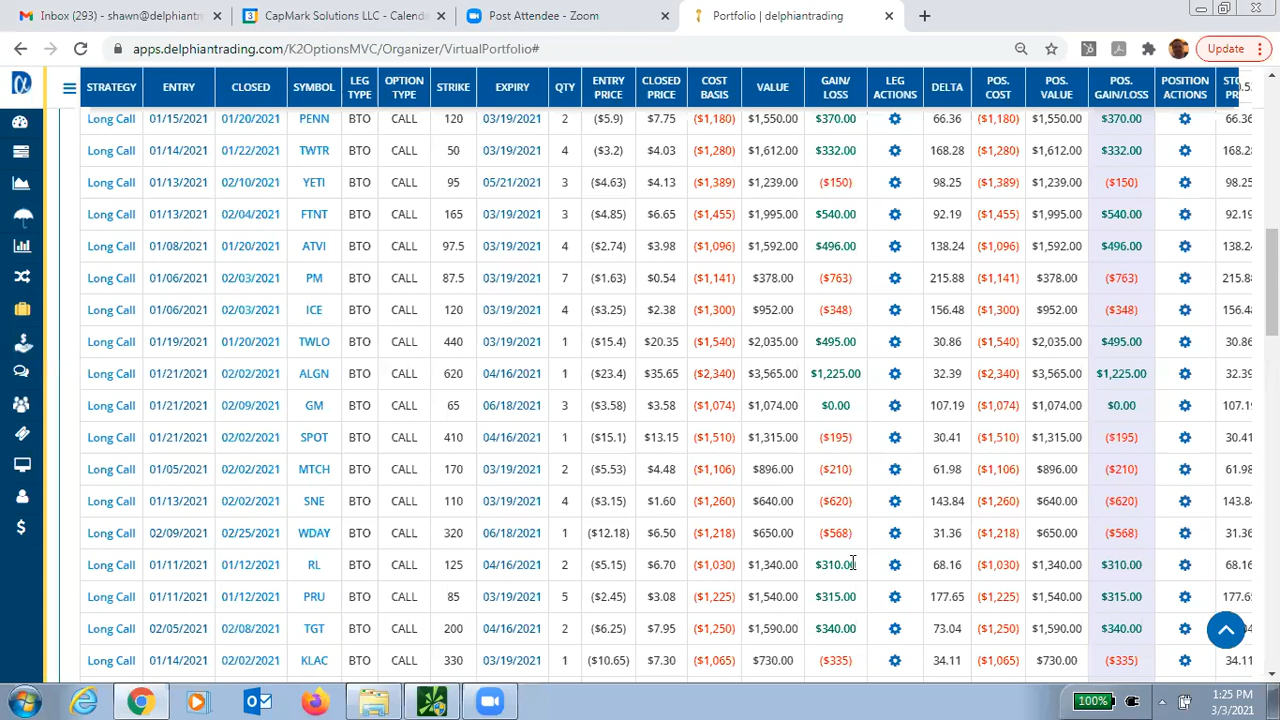 Inbox (293) - shawn@delphiantradin
CapMark Solutions LLC - Calenda
Post Attendee - Zoom
Portfolio | delphiantrading
apps.delphiantrading.com/K2OptionsMVC/Organizer/VirtualPortfolio#
Update
STRATEGY ENTRY CLOSED SYMBOL LEG TYPE OPTION TYPE STRIKE EXPIRY QTY ENTRY PRICE CLOSED PRICE COST BASIS VALUE GAIN/ LOSS LEG ACTIONS DELTA POS. COST POS. VALUE POS. GAIN/LOSS POSITION ACTIONS
Long Call 01/15/2021 01/20/2021 PENN BTO CALL 120 03/19/2021 2 ($5.9) $7.75 ($1,180) $1,550.00 $370.00 66.36 ($1,180) $1,550.00 $370.00 66.36
Long Call 01/14/2021 01/22/2021 TWTR BTO CALL 50 03/19/2021 4 ($3.2) $4.03 ($1,280) $1,612.00 $332.00 168.28 ($1,280) $1,612.00 $332.00 168.2
Long Call 01/13/2021 02/10/2021 YETI BTO CALL 95 05/21/2021 3 ($4.63) $4.13 ($1,389) $1,239.00 ($150) 98.25 ($1,389) $1,239.00 ($150) 98.25
Long Call 01/13/2021 02/04/2021 FTNT BTO CALL 165 03/19/2021 3 ($4.85) $6.65 ($1,455) $1,995.00 $540.00 92.19 ($1,455) $1,995.00 $540.00 92.19
Long Call 01/08/2021 01/20/2021 ATVI BTO CALL 97.5 03/19/2021 4 ($2.74) $3.98 ($1,096) $1,592.00 $496.00 138.24 ($1,096) $1,592.00 $496.00 138.2
Long Call 01/06/2021 02/03/2021 PM BTO CALL 87.5 03/19/2021 7 ($1.63) $0.54 ($1,141) $378.00 ($763) 215.88 ($1,141) $378.00 ($763) 215.8
Long Call 01/06/2021 02/03/2021 ICE BTO CALL 120 03/19/2021 4 ($3.25) $2.38 ($1,300) $952.00 ($348) 156.48 ($1,300) $952.00 ($348) 156.4
Long Call 01/19/2021 01/20/2021 TWLO BTO CALL 440 03/19/2021 1 ($15.4) $20.35 ($1,540) $2,035.00 $495.00 30.86 ($1,540) $2,035.00 $495.00 30.86
Long Call 01/21/2021 02/02/2021 ALGN BTO CALL 620 04/16/2021 1 ($23.4) $35.65 ($2,340) $3,565.00 $1,225.00 32.39 ($2,340) $3,565.00 $1,225.00 32.39
Long Call 01/21/2021 02/09/2021 GM BTO CALL 65 06/18/2021 3 ($3.58) $3.58 ($1,074) $1,074.00 $0.00 107.19 ($1,074) $1,074.00 $0.00 107.1
Long Call 01/21/2021 02/02/2021 SPOT BTO CALL 410 04/16/2021 1 ($15.1) $13.15 ($1,510) $1,315.00 ($195) 30.41 ($1,510) $1,315.00 ($195) 30.41
Long Call 01/05/2021 02/02/2021 MTCH BTO CALL 170 03/19/2021 2 ($5.53) $4.48 ($1,106) $896.00 ($210) 61.98 ($1,106) $896.00 ($210) 61.98
Long Call 01/13/2021 02/02/2021 SNE BTO CALL 110 03/19/2021 4 ($3.15) $1.60 ($1,260) $640.00 ($620) 143.84 ($1,260) $640.00 ($620) 143.8
Long Call 02/09/2021 02/25/2021 WDAY BTO CALL 320 06/18/2021 1 ($12.18) $6.50 ($1,218) $650.00 ($568) 31.36 ($1,218) $650.00 ($568) 31.36
Long Call 01/11/2021 01/12/2021 RL BTO CALL 125 04/16/2021 2 ($5.15) $6.70 ($1,030) $1,340.00 $310.00 68.16 ($1,030) $1,340.00 $310.00 68.16
Long Call 01/11/2021 01/12/2021 PRU BTO CALL 85 03/19/2021 5 ($2.45) $3.08 ($1,225) $1,540.00 $315.00 177.65 ($1,225) $1,540.00 $315.00 177.6
Long Call 02/05/2021 02/08/2021 TGT BTO CALL 200 04/16/2021 2 ($6.25) $7.95 ($1,250) $1,590.00 $340.00 73.04 ($1,250) $1,590.00 $340.00
Long Call 01/14/2021 02/02/2021 KLAC BTO CALL 330 03/19/2021 1 ($10.65) $7.30 ($1,065) $730.00 ($335) 34.11 ($1,065) $730.00 ($335) 34.11
100%
1:25 PM
3/3/2021